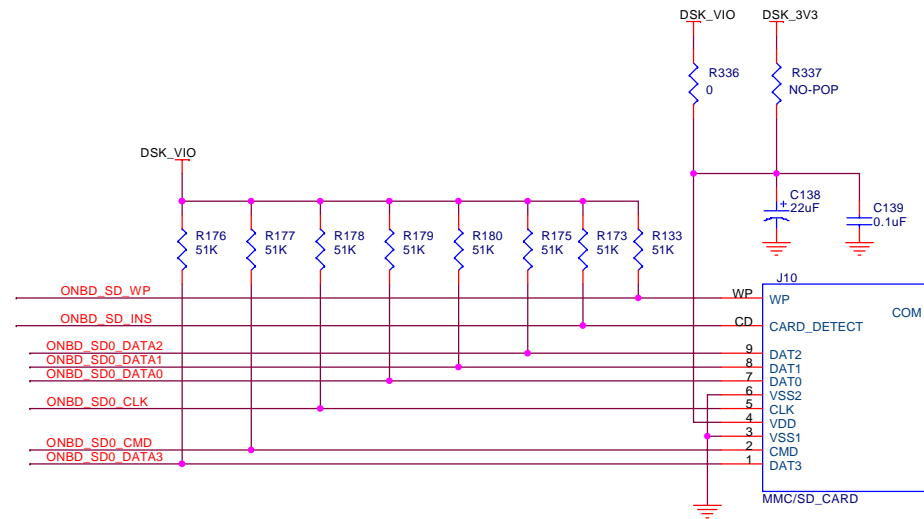 DSK_VIO DSK_3V3
R336 R337
0 NO-POP
DSK_VIO
C138
+ 22uF C139
0.1uF
R176 R177 R178 R179 R180 R175 R173 R133
51K 51K 51K 51K 51K 51K 51K 51K
J10
ONBD_SD_WP WP WP
COM
ONBD_SD_INS CD CARD_DETECT
ONBD_SD0_DATA2 9 DAT2
ONBD_SD0_DATA1 8 DAT1
ONBD_SD0_DATA0 7 DAT0
6 VSS2
ONBD_SD0_CLK 5 CLK
4 VDD
3 VSS1
ONBD_SD0_CMD 2 CMD
ONBD_SD0_DATA3 1 DAT3
MMC/SD_CARD